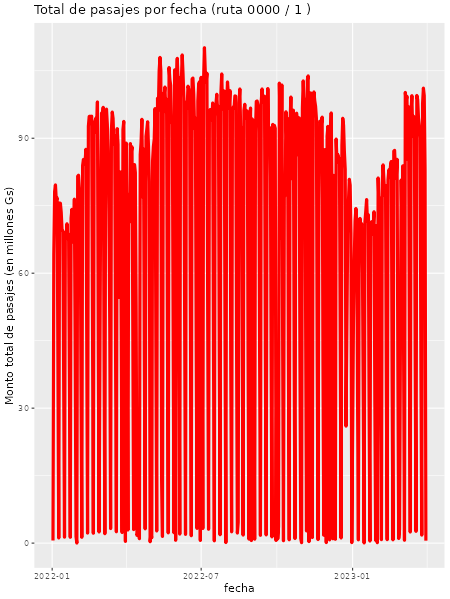 Total de pasajes por fecha (ruta 0000 / 1 )
Monto total de pasajes (en millones Gs)
90
60
30
0
2022-01
2022-07
2023-01
fecha